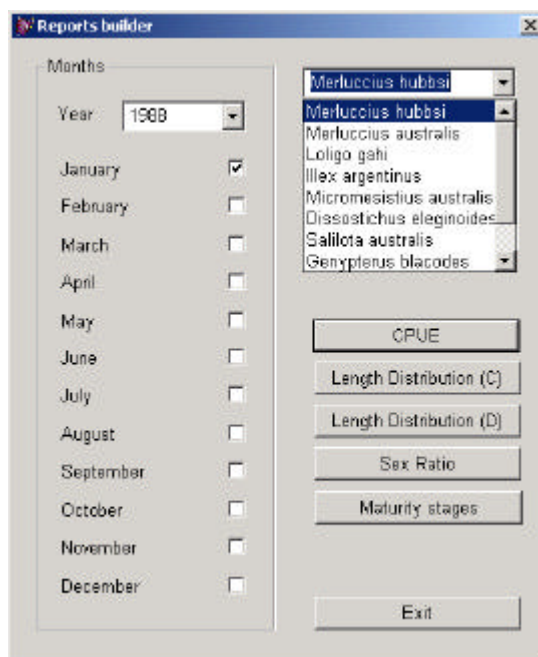 Reports builder
Months
Year 1988
January
February
March
April
May
June
July
August
September
October
November
December
Merluccius hubbsi
Merluccius hubbsi
Merluccius australis
Loligo gahi
Illex argentinus
Micromesistius australis
Dissostichus eleginoides
Salilota australis
Genypterus blacodes
CPUE
Length Distribution (C)
Length Distribution (D)
Sex Ratio
Maturity stages
Exit